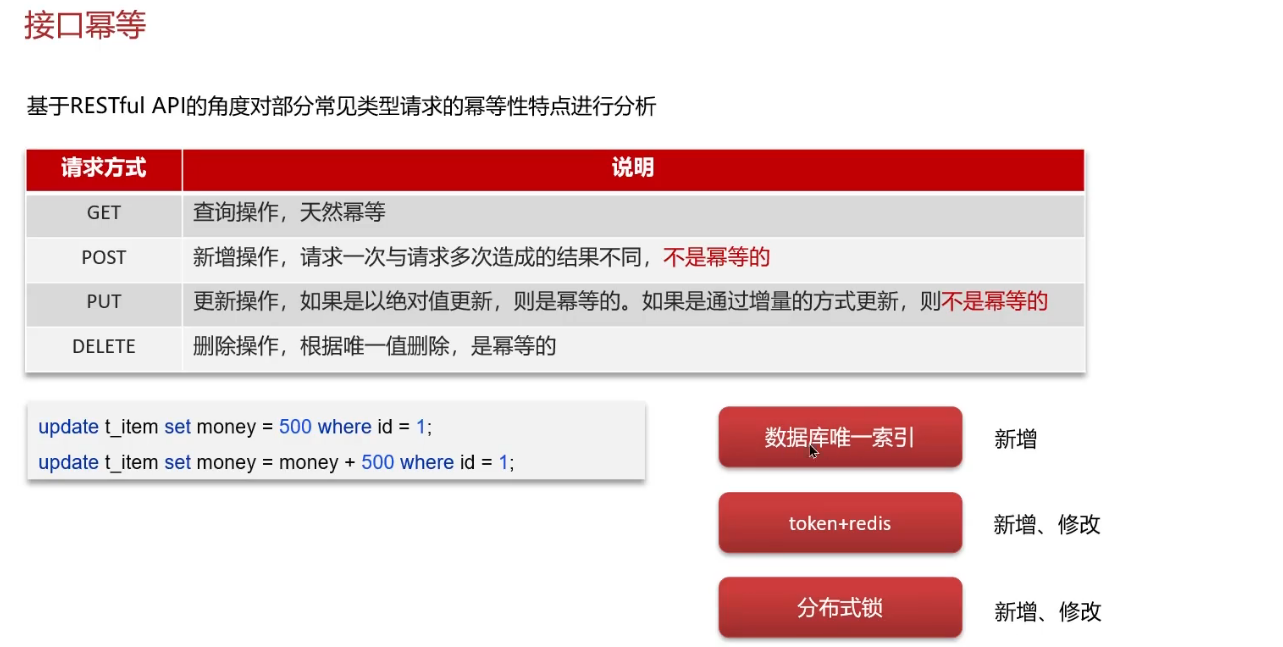 接口幂等
基于RESTful API的角度对部分常见类型请求的幂等性特点进行分析
请求方式 说明
GET 查询操作，天然幂等
POST 新增操作，请求一次与请求多次造成的结果不同，不是幂等的
PUT 更新操作，如果是以绝对值更新，则是幂等的。如果是通过增量的方式更新，则不是幂等的
DELETE 删除操作，根据唯一值删除，是幂等的
update t_item set money = 500 where id = 1;
update t_item set money = money + 500 where id = 1;
数据库唯一索引 新增
token+redis 新增、修改
分布式锁 新增、修改